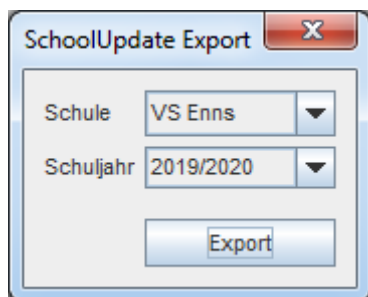 SchoolUpdate Export
Schule VS Enns
Schuljahr 2019/2020
Export